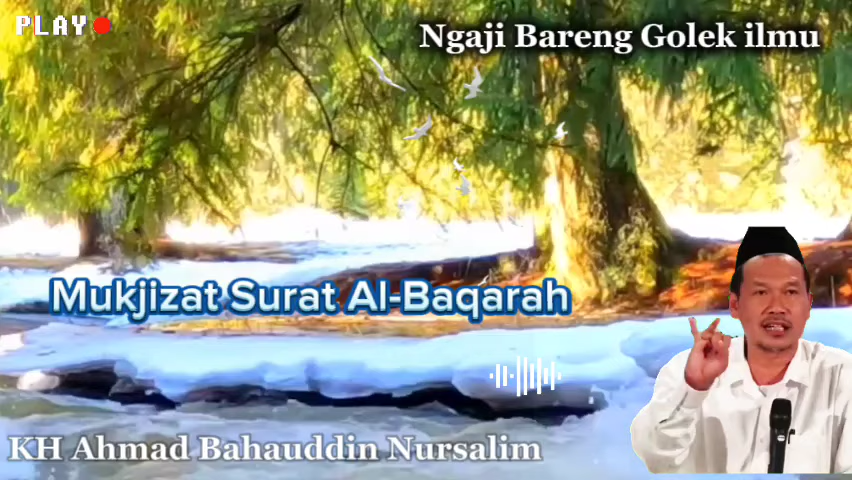 PLAY
Ngaji Bareng Golek ilmu
Mukjizat Surat Al-Baqarah
KH Ahmad Bahauddin Nursalim